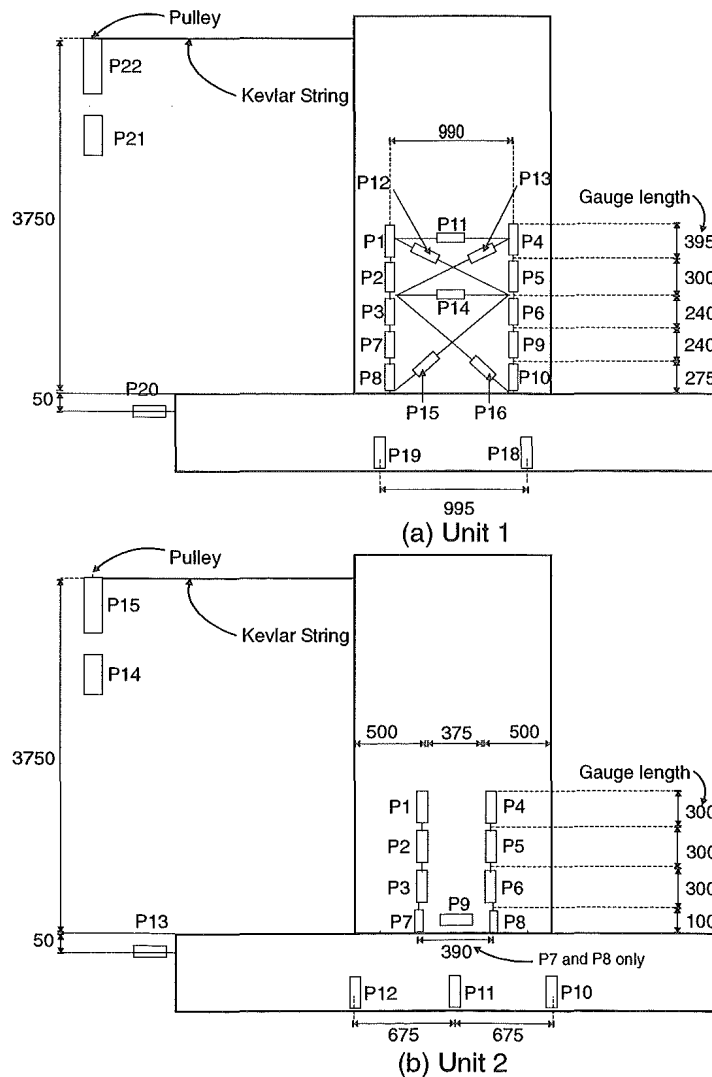 Pulley
P22
Kevlar String
P21
990
P12
P13
Gauge length
3750
P11
P1
P4
395
P2
P5
300
P14
P3
P6
240
P7
P9
240
P8
P10
275
P20
50
P15
P16
P19
P18
995
(a) Unit 1
Pulley
P15
Kevlar String
P14
3750
500
375
500
Gauge length
P1
P4
300
P2
P5
300
P3
P6
300
P9
P13
P7
P8
100
50
390
P7 and P8 only
P12
P11
P10
675
675
(b) Unit 2